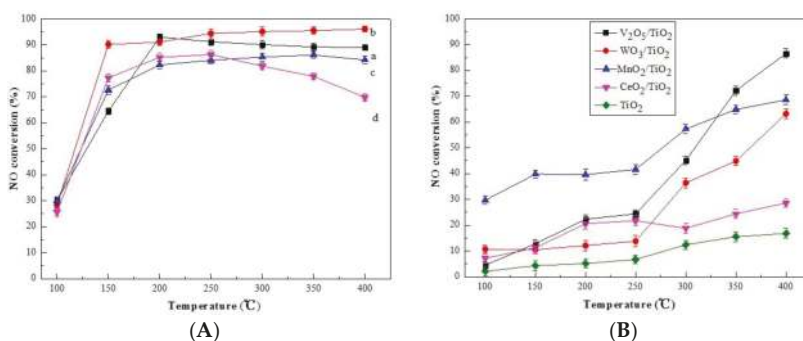 100
90
80
70
60
50
40
30
20
10
0
NO conversion (%)
b
a
c
d
100 150 200 250 300 350 400
Temperature (℃)
(A)
100
90
80
70
60
50
40
30
20
10
0
NO conversion (%)
V2O5/TiO2
WO3/TiO2
MnO2/TiO2
CeO2/TiO2
TiO2
100 150 200 250 300 350 400
Temperature (℃)
(B)